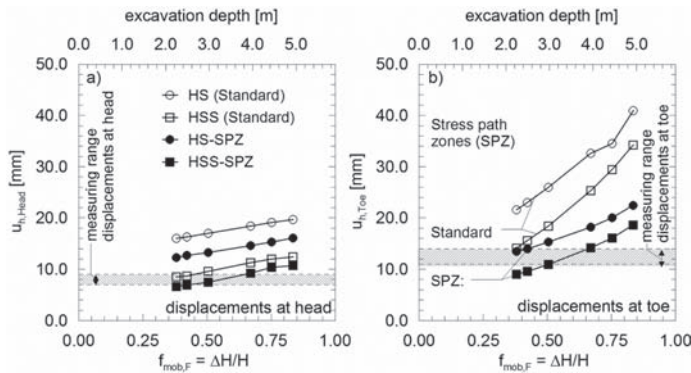 excavation depth [m]
0.0 1.0 2.0 3.0 4.0 5.0
50.0
40.0
30.0
20.0
10.0
0.0
u_h,Head [mm]
a)
HS (Standard)
HSS (Standard)
HS-SPZ
HSS-SPZ
measuring range
displacements at head
displacements at head
0.00 0.25 0.50 0.75 1.00
f_mob,F = ΔH/H
excavation depth [m]
0.0 1.0 2.0 3.0 4.0 5.0
50.0
40.0
30.0
20.0
10.0
0.0
u_h,Toe [mm]
b)
Stress path
zones (SPZ)
Standard
SPZ:
measuring range
displacements at toe
displacements at toe
0.00 0.25 0.50 0.75 1.00
f_mob,F = ΔH/H